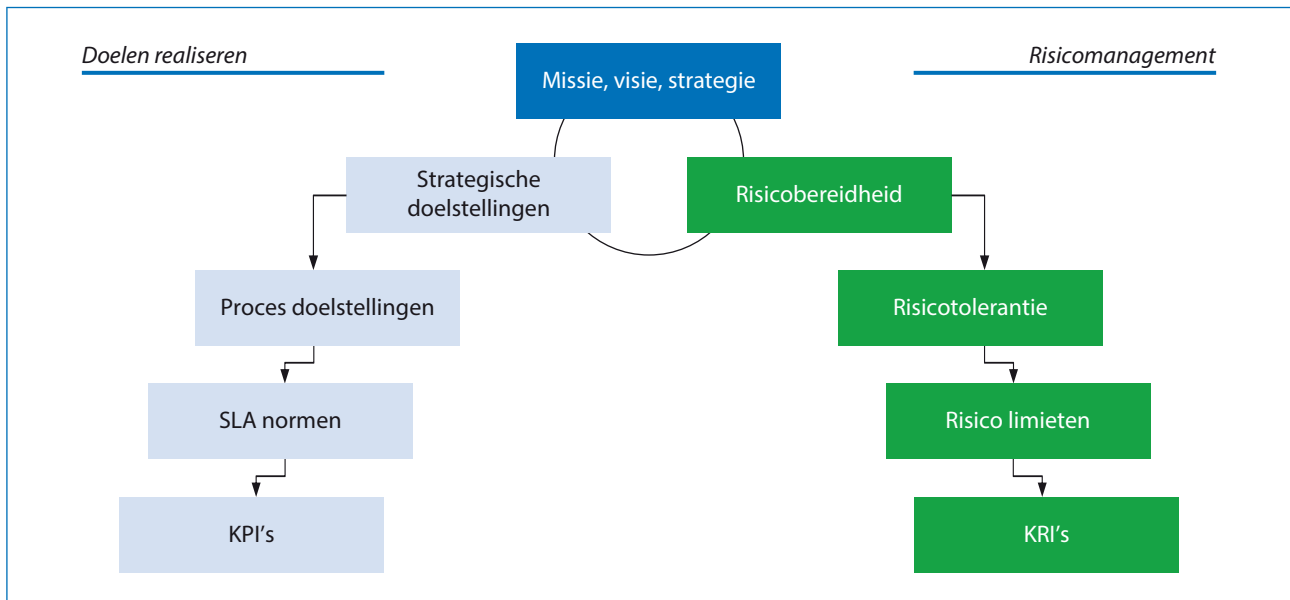 Doelen realiseren
Risicomanagement
Missie, visie, strategie
Strategische
doelstellingen
Risicobereidheid
Proces doelstellingen
Risicotolerantie
SLA normen
Risico limieten
KPI's
KRI's